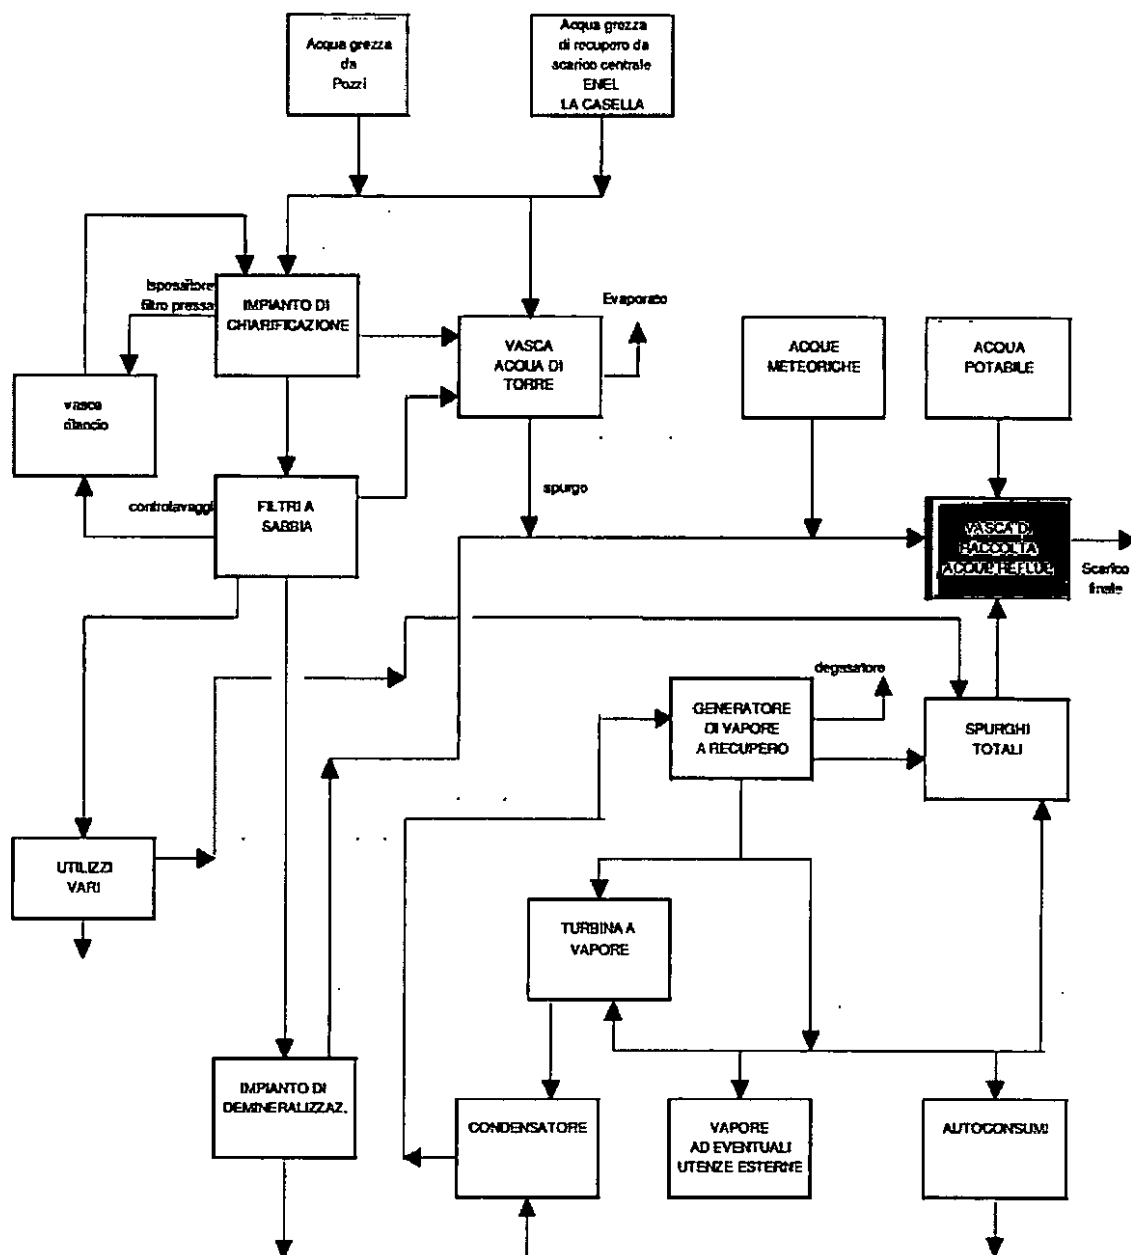 Acqua grezza
da
Pozzi
Acqua grezza
di recupero da
scarico centrale
ENEL
LA CASELLA
Ispessitore
filtro pressa
IMPIANTO DI
CHIARIFICAZIONE
Evaporato
VASCA
ACQUA DI
TORRE
ACQUE
METEORICHE
ACQUA
POTABILE
vasca
rilancio
controlavaggi
FILTRI A
SABBIA
spurgo
VASCA DI
RACCOLTA
ACQUE REFLUE
Scarico
finale
degasatore
GENERATORE
DI VAPORE
A RECUPERO
SPURGHI
TOTALI
UTILIZZI
VARI
TURBINA A
VAPORE
IMPIANTO DI
DEMINERALIZZAZ.
CONDENSATORE
VAPORE
AD EVENTUALI
UTENZE ESTERNE
AUTOCONSUMI